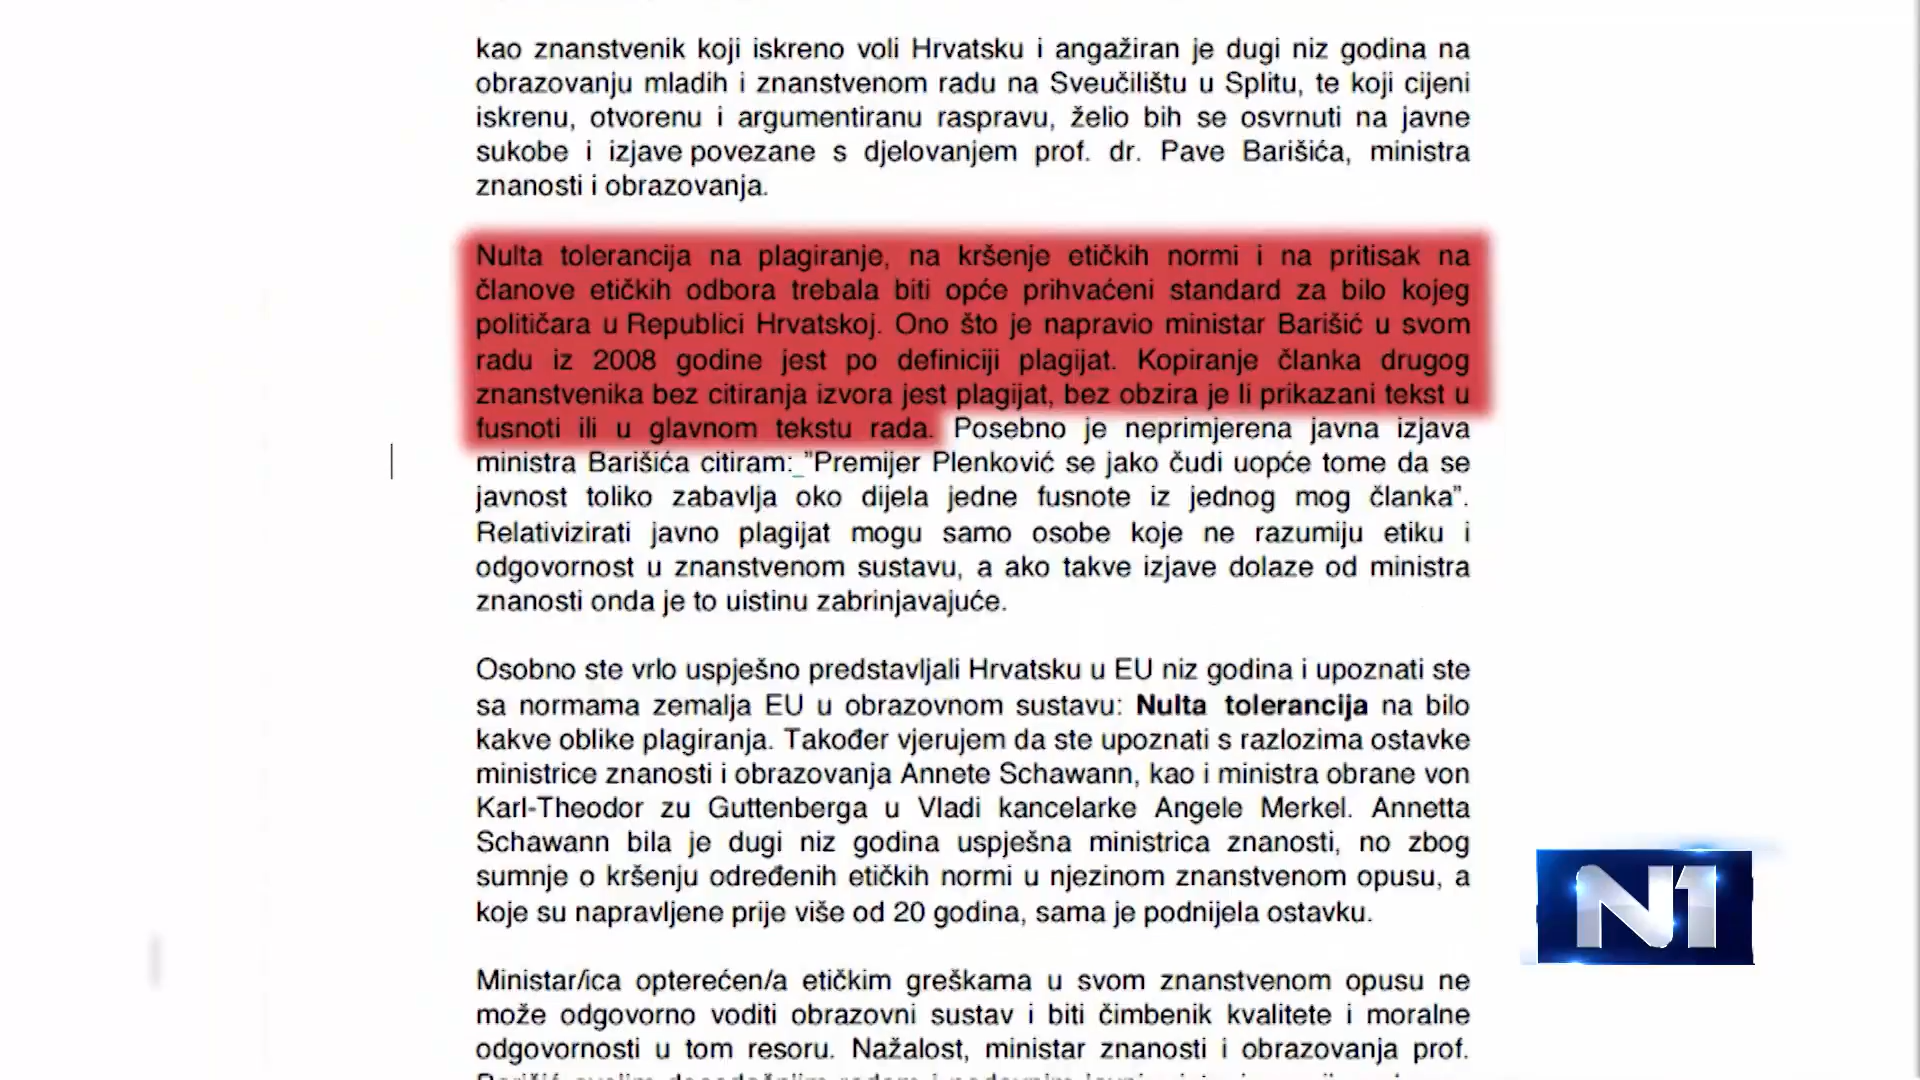 kao znanstvenik koji iskreno voli Hrvatsku i angažiran je dugi niz godina na
obrazovanju mladih i znanstvenom radu na Sveučilištu u Splitu, te koji cijeni
iskrenu, otvorenu i argumentiranu raspravu, želio bih se osvrnuti na javne
sukobe i izjave povezane s djelovanjem prof. dr. Pave Barišića, ministra
znanosti i obrazovanja.
Nulta tolerancija na plagiranje, na kršenje etičkih normi i na pritisak na
članove etičkih odbora trebala biti opće prihvaćeni standard za bilo kojeg
političara u Republici Hrvatskoj. Ono što je napravio ministar Barišić u svom
radu iz 2008 godine jest po definiciji plagijat. Kopiranje članka drugog
znanstvenika bez citiranja izvora jest plagijat, bez obzira je li prikazani tekst u
fusnoti ili u glavnom tekstu rada. Posebno je neprimjerena javna izjava
ministra Barišića citiram: "Premijer Plenković se jako čudi uopće tome da se
javnost toliko zabavlja oko dijela jedne fusnote iz jednog mog članka".
Relativizirati javno plagijat mogu samo osobe koje ne razumiju etiku i
odgovornost u znanstvenom sustavu, a ako takve izjave dolaze od ministra
znanosti onda je to uistinu zabrinjavajuće.
Osobno ste vrlo uspješno predstavljali Hrvatsku u EU niz godina i upoznati ste
sa normama zemalja EU u obrazovnom sustavu: Nulta tolerancija na bilo
kakve oblike plagiranja. Također vjerujem da ste upoznati s razlozima ostavke
ministrice znanosti i obrazovanja Annete Schawann, kao i ministra obrane von
Karl-Theodor zu Guttenberga u Vladi kancelarke Angele Merkel. Annetta
Schawann bila je dugi niz godina uspješna ministrica znanosti, no zbog
sumnje o kršenju određenih etičkih normi u njezinom znanstvenom opusu, a
koje su napravljene prije više od 20 godina, sama je podnijela ostavku.
Ministar/ica opterećen/a etičkim greškama u svom znanstvenom opusu ne
može odgovorno voditi obrazovni sustav i biti čimbenik kvalitete i moralne
odgovornosti u tom resoru. Nažalost, ministar znanosti i obrazovanja prof.
N1